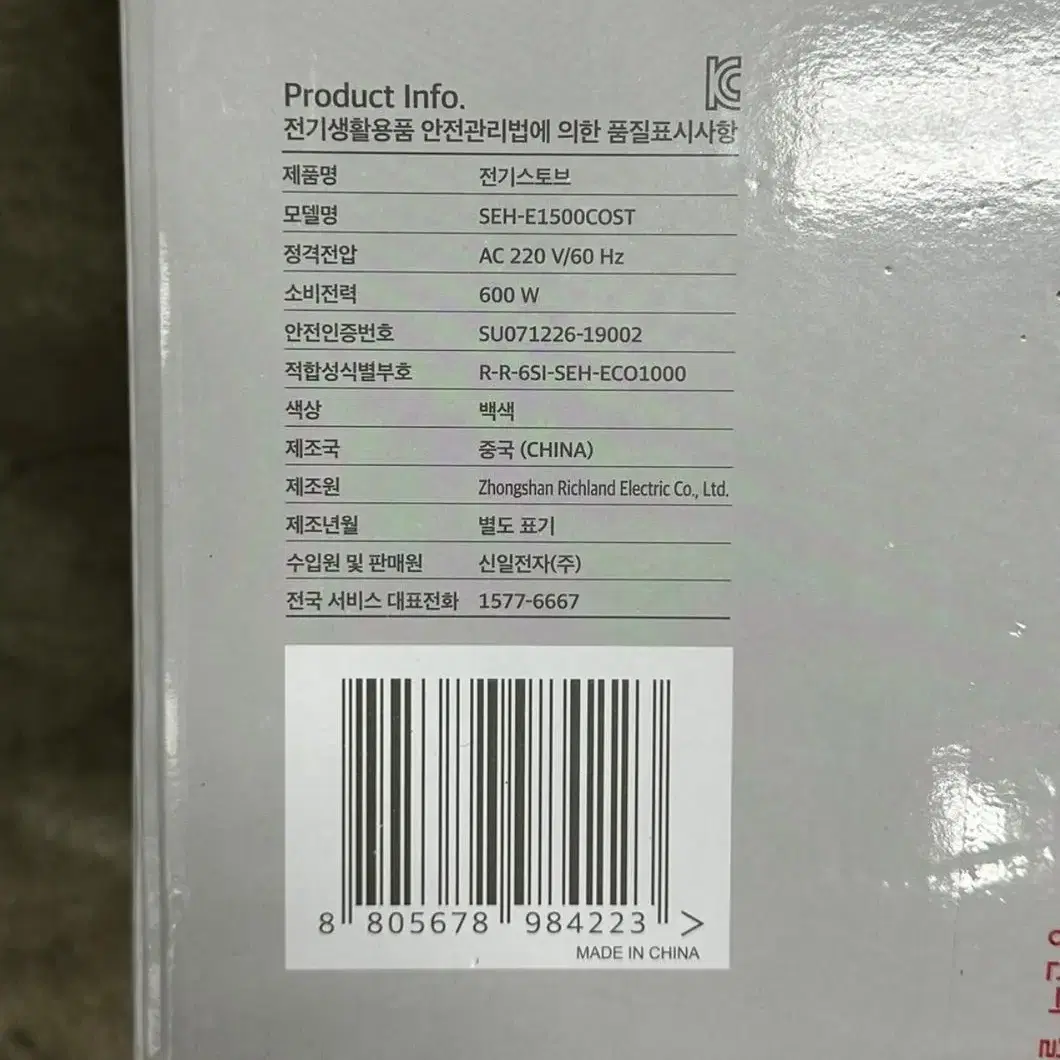 Product Info.
전기생활용품 안전관리법에 의한 품질표시사항
제품명 전기스토브
모델명 SEH-E1500COST
정격전압 AC 220 V/60 Hz
소비전력 600 W
안전인증번호 SU071226-19002
적합성식별부호 R-R-6SI-SEH-ECO1000
색상 백색
제조국 중국 (CHINA)
제조원 Zhongshan Richland Electric Co., Ltd.
제조년월 별도 표기
수입원 및 판매원 신일전자(주)
전국 서비스 대표전화 1577-6667
8 805678 984223 >
MADE IN CHINA